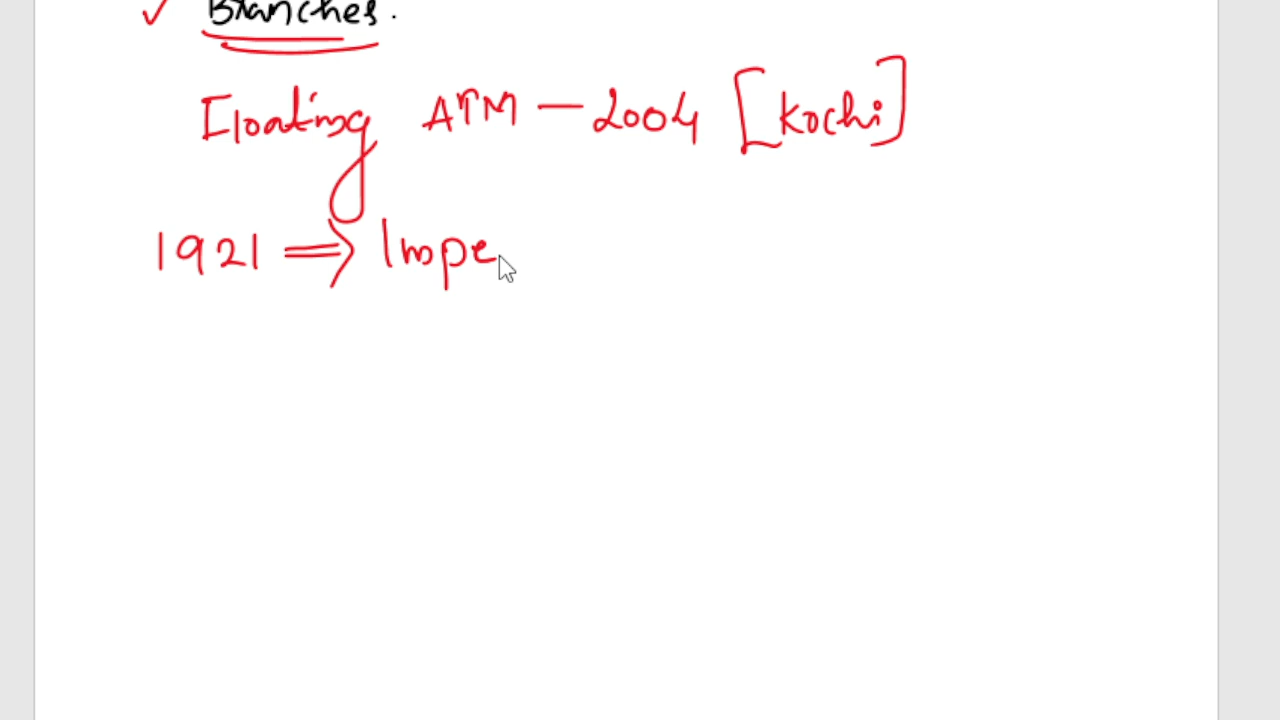 ✓ Branches.
Floating ATM - 2004 [Kochi]
1921 ⇒ Impe